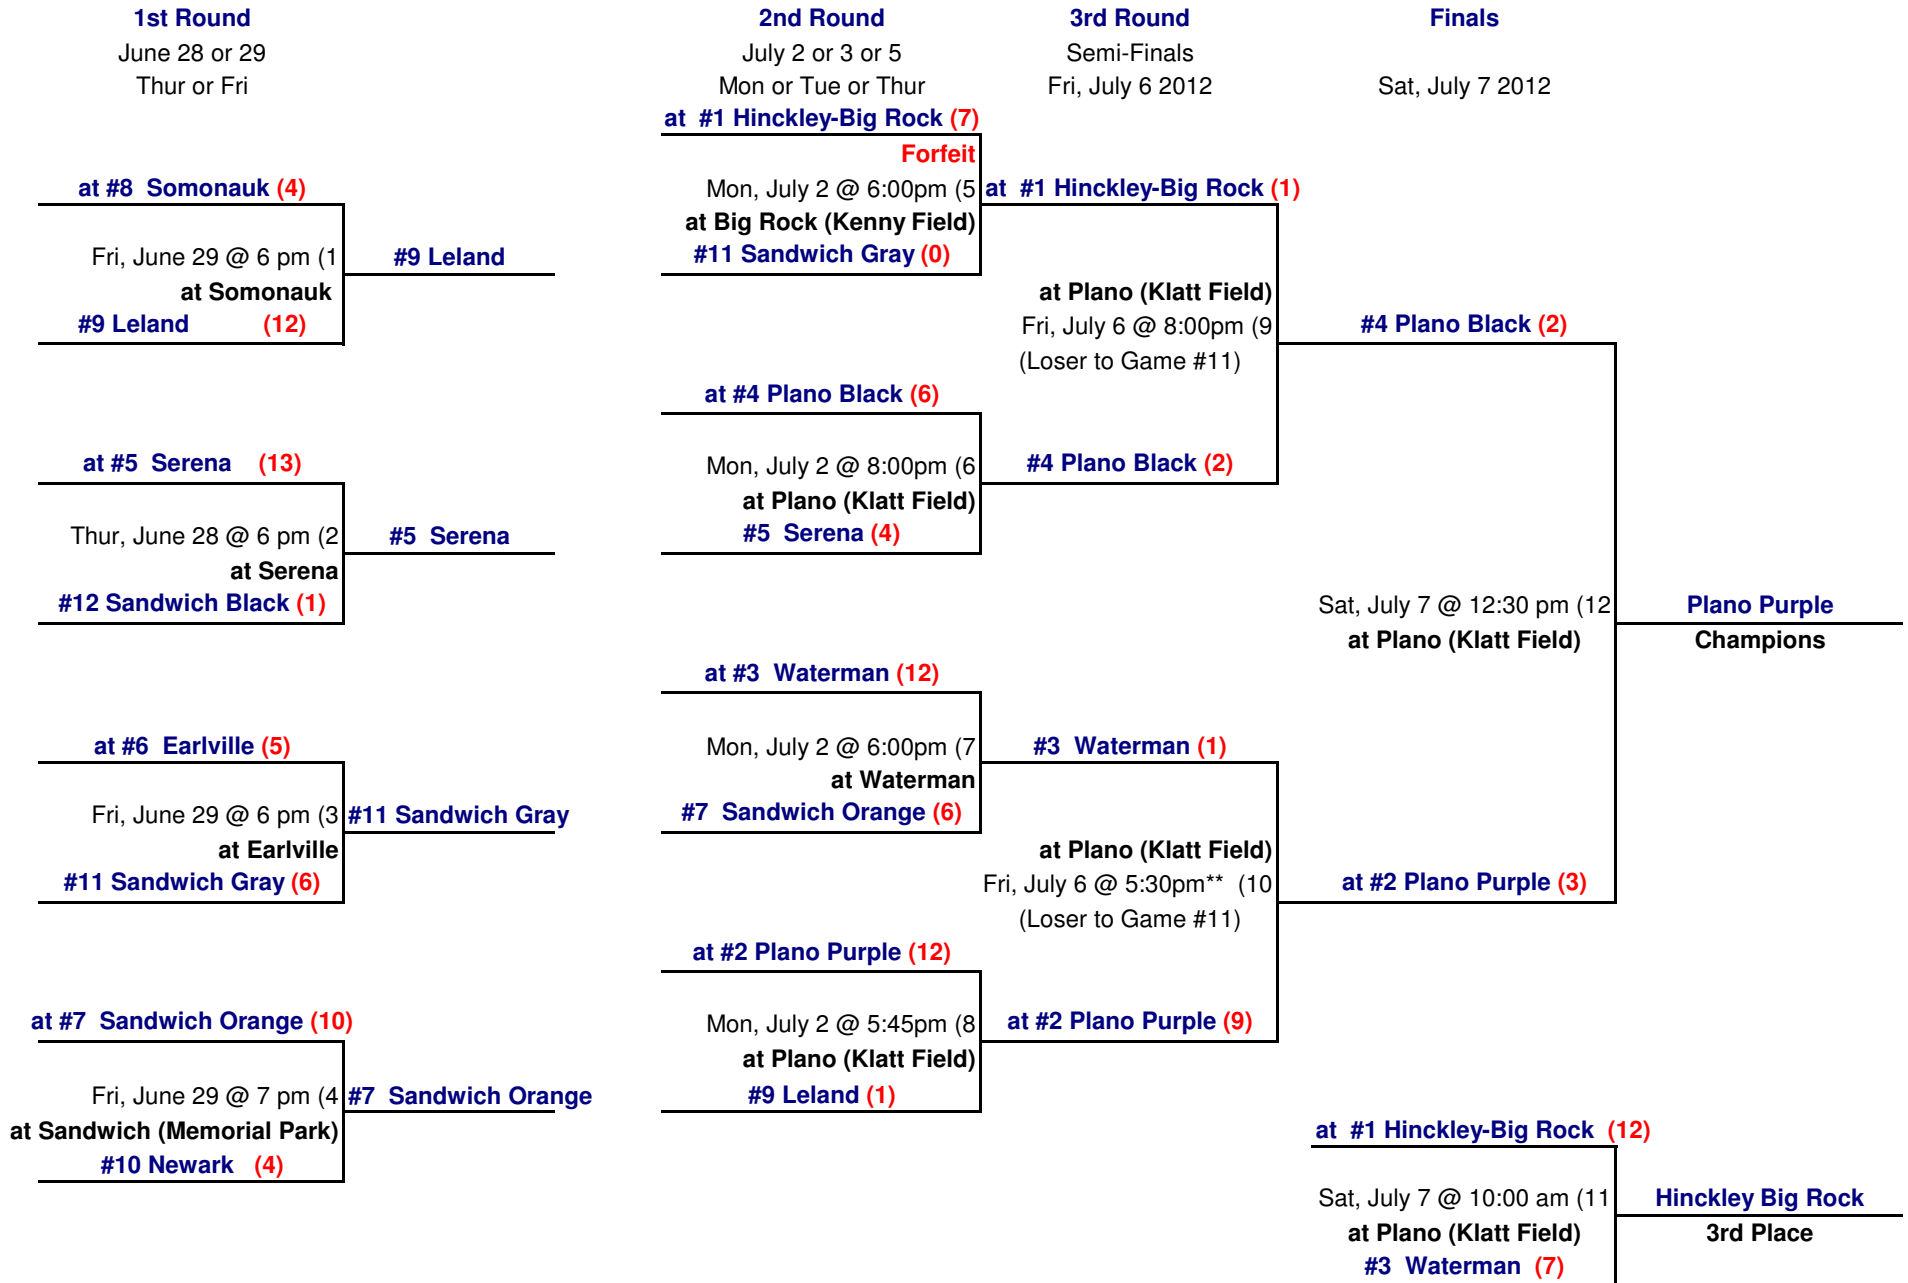 1st Round
June 28 or 29
Thur or Fri
at #8 Somonauk (4)
Fri, June 29 @ 6 pm (1
at Somonauk
#9 Leland (12)
#9 Leland
at #5 Serena (13)
Thur, June 28 @ 6 pm (2
at Serena
#12 Sandwich Black (1)
#5 Serena
at #6 Earlville (5)
Fri, June 29 @ 6 pm (3
at Earlville
#11 Sandwich Gray (6)
#11 Sandwich Gray
at #7 Sandwich Orange (10)
Fri, June 29 @ 7 pm (4
at Sandwich (Memorial Park)
#10 Newark (4)
#7 Sandwich Orange
2nd Round
July 2 or 3 or 5
Mon or Tue or Thur
at #1 Hinckley-Big Rock (7)
Forfeit
Mon, July 2 @ 6:00pm (5
at Big Rock (Kenny Field)
#11 Sandwich Gray (0)
at #4 Plano Black (6)
Mon, July 2 @ 8:00pm (6
at Plano (Klatt Field)
#5 Serena (4)
at #3 Waterman (12)
Mon, July 2 @ 6:00pm (7
at Waterman
#7 Sandwich Orange (6)
at #2 Plano Purple (12)
Mon, July 2 @ 5:45pm (8
at Plano (Klatt Field)
#9 Leland (1)
3rd Round
Semi-Finals
Fri, July 6 2012
at #1 Hinckley-Big Rock (1)
at Plano (Klatt Field)
Fri, July 6 @ 8:00pm (9
(Loser to Game #11)
#4 Plano Black (2)
#3 Waterman (1)
at Plano (Klatt Field)
Fri, July 6 @ 5:30pm** (10
(Loser to Game #11)
at #2 Plano Purple (9)
Finals
Sat, July 7 2012
#4 Plano Black (2)
Sat, July 7 @ 12:30 pm (12
at Plano (Klatt Field)
at #2 Plano Purple (3)
Plano Purple
Champions
at #1 Hinckley-Big Rock (12)
Sat, July 7 @ 10:00 am (11
at Plano (Klatt Field)
#3 Waterman (7)
Hinckley Big Rock
3rd Place